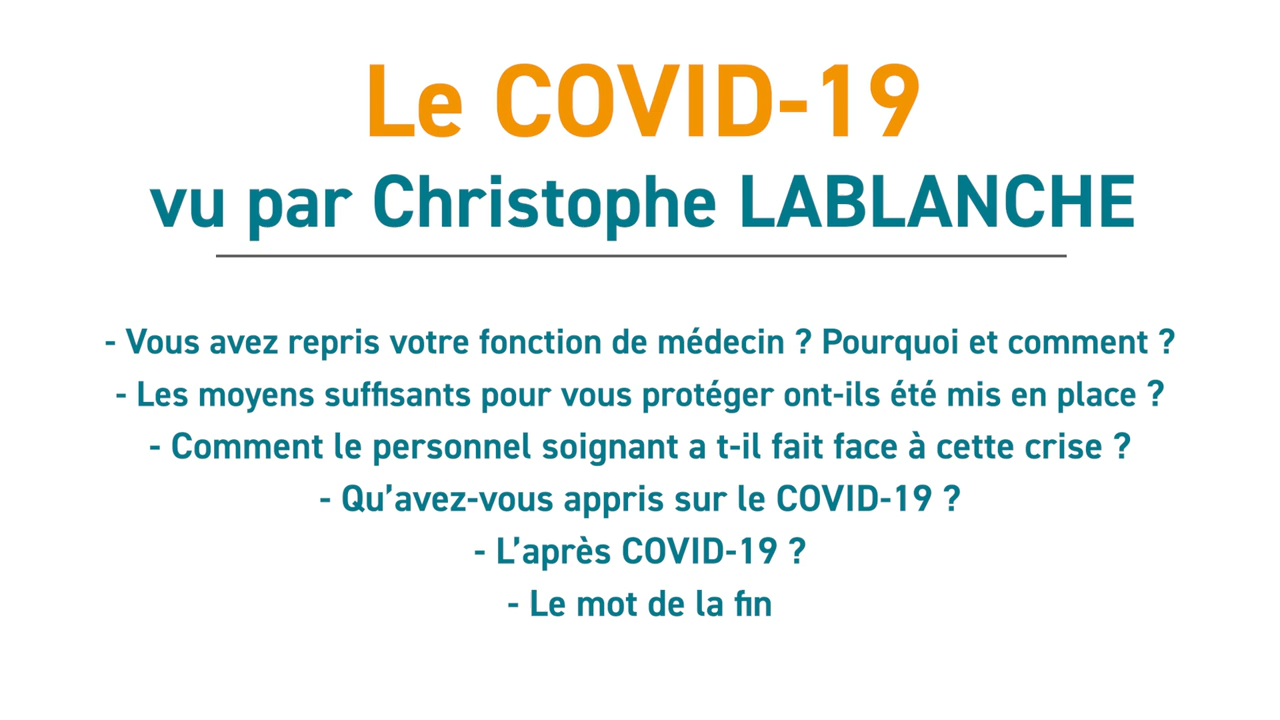 Le COVID-19
vu par Christophe LABLANCHE
- Vous avez repris votre fonction de médecin ? Pourquoi et comment ?
- Les moyens suffisants pour vous protéger ont-ils été mis en place ?
- Comment le personnel soignant a t-il fait face à cette crise ?
- Qu’avez-vous appris sur le COVID-19 ?
- L’après COVID-19 ?
- Le mot de la fin